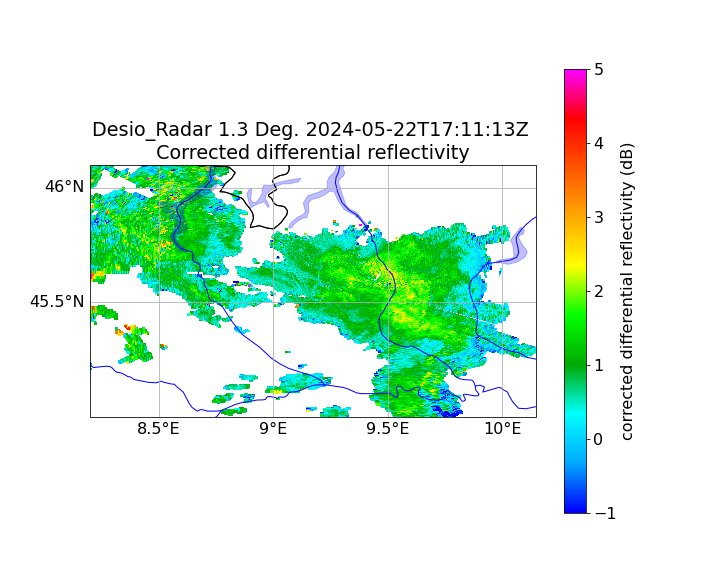 Desio_Radar 1.3 Deg. 2024-05-22T17:11:13Z
Corrected differential reflectivity
46°N
45.5°N
8.5°E
9°E
9.5°E
10°E
5
4
3
2
1
0
−1
corrected differential reflectivity (dB)